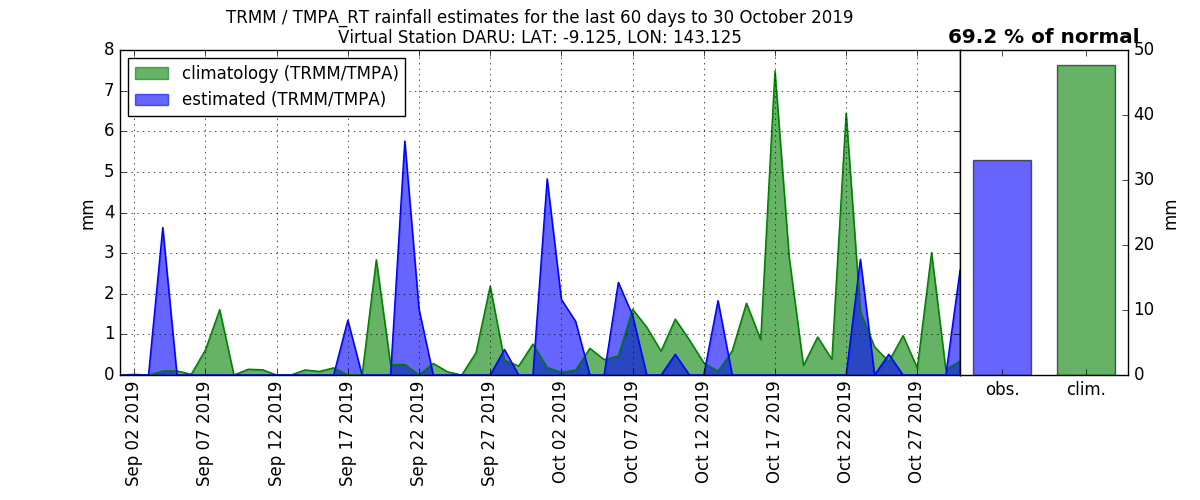 TRMM / TMPA_RT rainfall estimates for the last 60 days to 30 October 2019
Virtual Station DARU: LAT: -9.125, LON: 143.125
69.2 % of normal
climatology (TRMM/TMPA)
estimated (TRMM/TMPA)
mm
8
7
6
5
4
3
2
1
0
Sep 02 2019
Sep 07 2019
Sep 12 2019
Sep 17 2019
Sep 22 2019
Sep 27 2019
Oct 02 2019
Oct 07 2019
Oct 12 2019
Oct 17 2019
Oct 22 2019
Oct 27 2019
obs.
clim.
50
40
30
20
10
0
mm